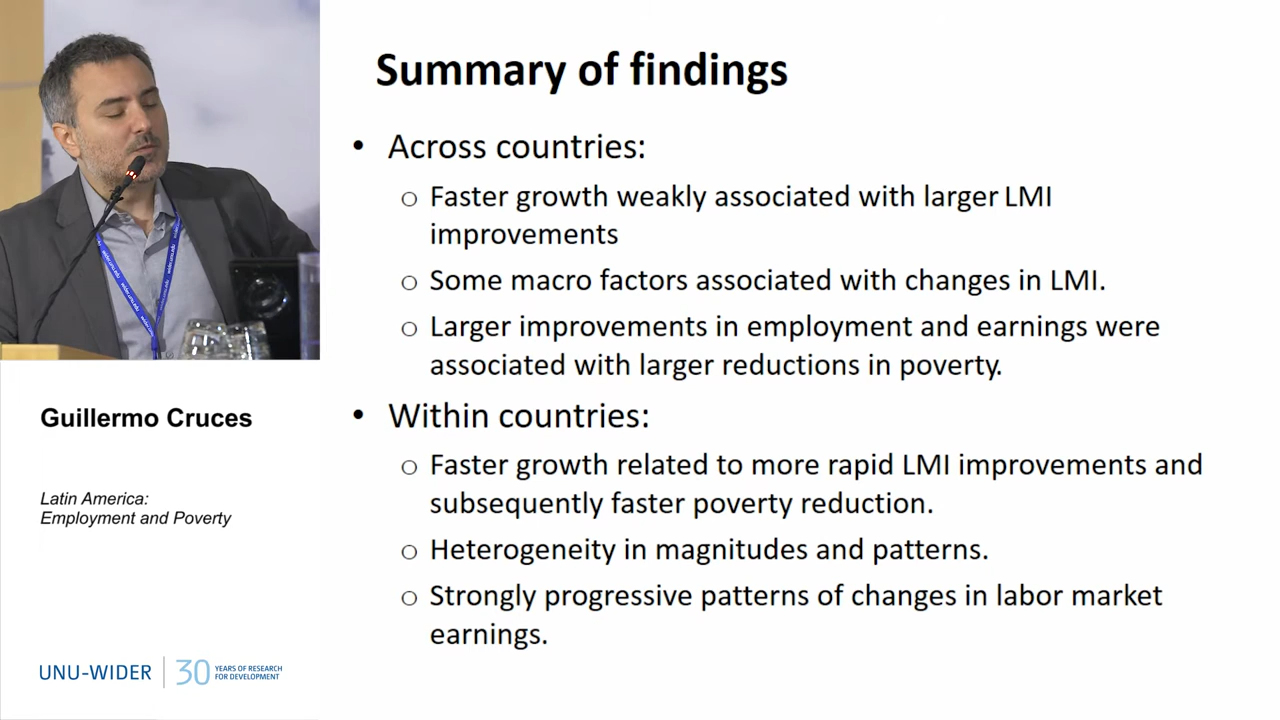 Summary of findings
• Across countries:
o Faster growth weakly associated with larger LMI
improvements
o Some macro factors associated with changes in LMI.
o Larger improvements in employment and earnings were
associated with larger reductions in poverty.
• Within countries:
o Faster growth related to more rapid LMI improvements and
subsequently faster poverty reduction.
o Heterogeneity in magnitudes and patterns.
o Strongly progressive patterns of changes in labor market
earnings.
Guillermo Cruces
Latin America:
Employment and Poverty
UNU-WIDER
30 YEARS OF RESEARCH
FOR DEVELOPMENT